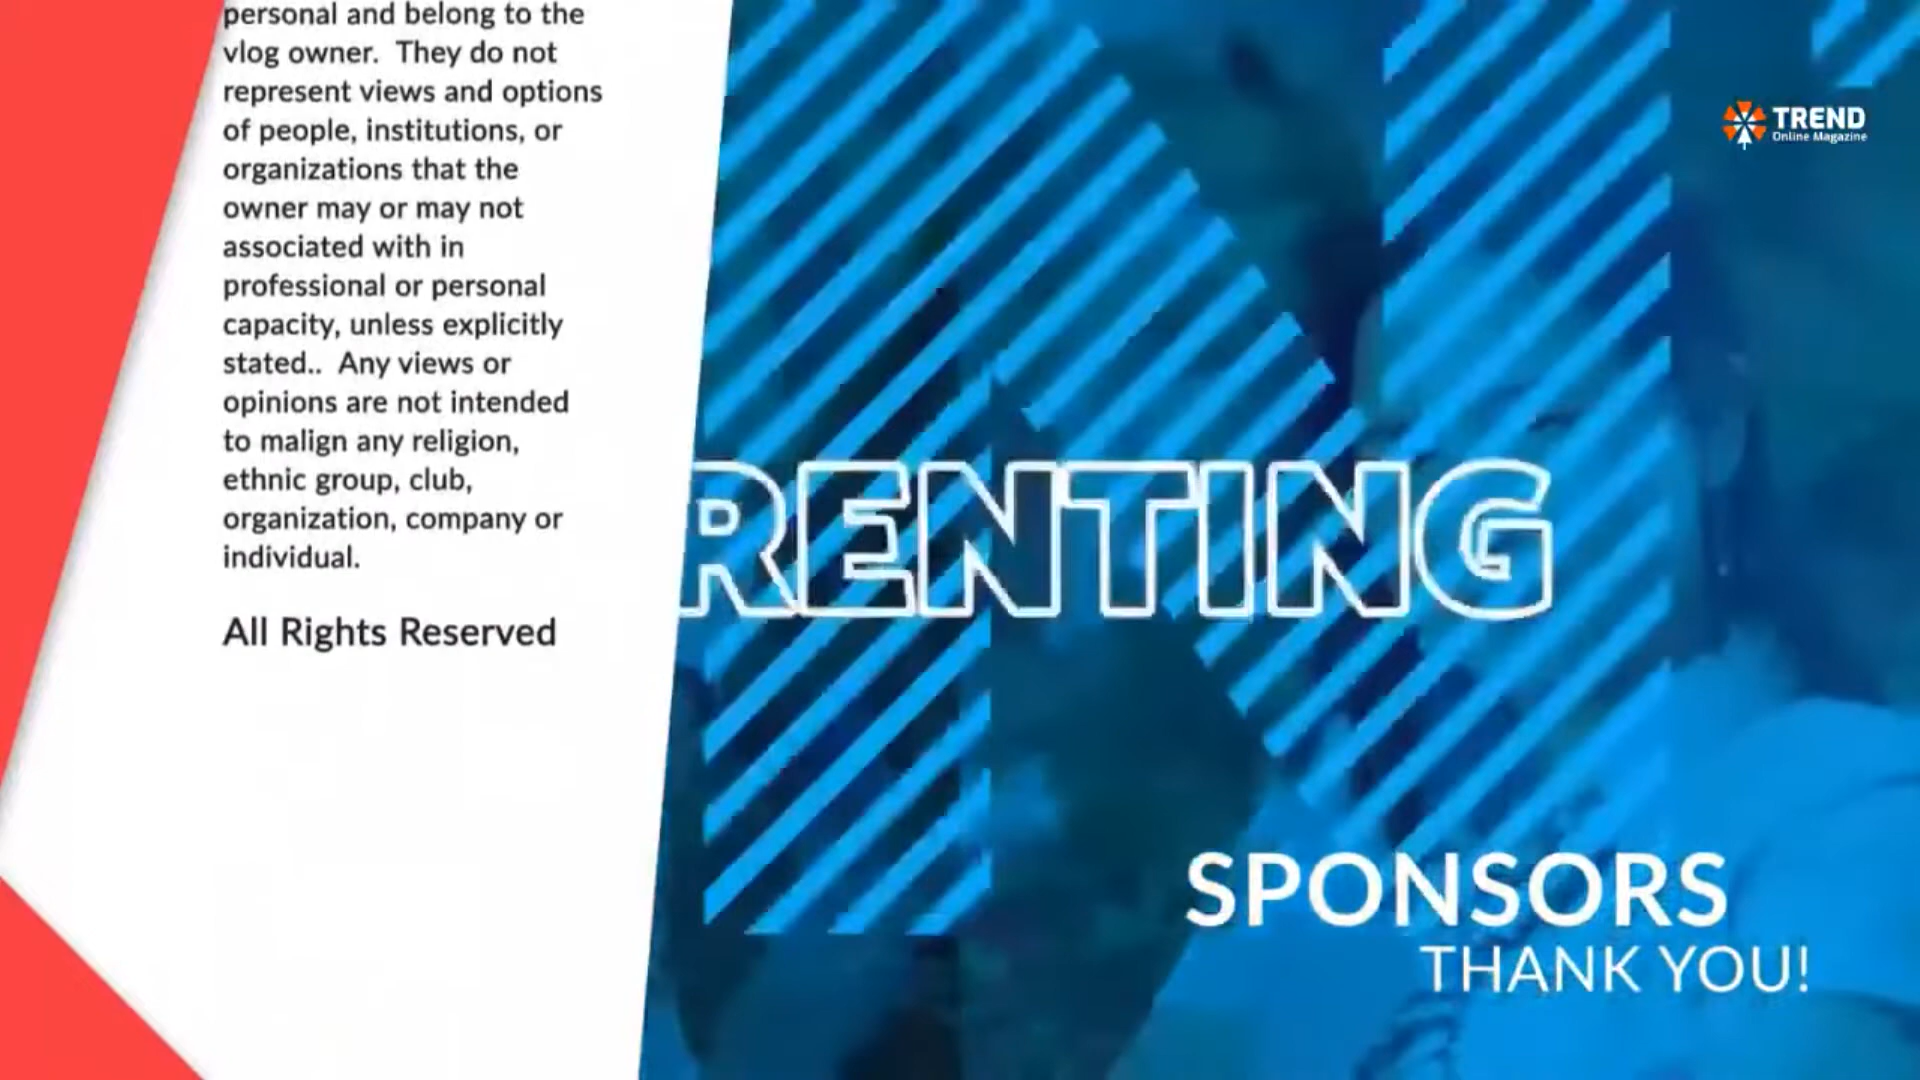 personal and belong to the
vlog owner.  They do not
represent views and options
of people, institutions, or
organizations that the
owner may or may not
associated with in
professional or personal
capacity, unless explicitly
stated..  Any views or
opinions are not intended
to malign any religion,
ethnic group, club,
organization, company or
individual.
All Rights Reserved
TREND
Online Magazine
RENTING
SPONSORS
THANK YOU!